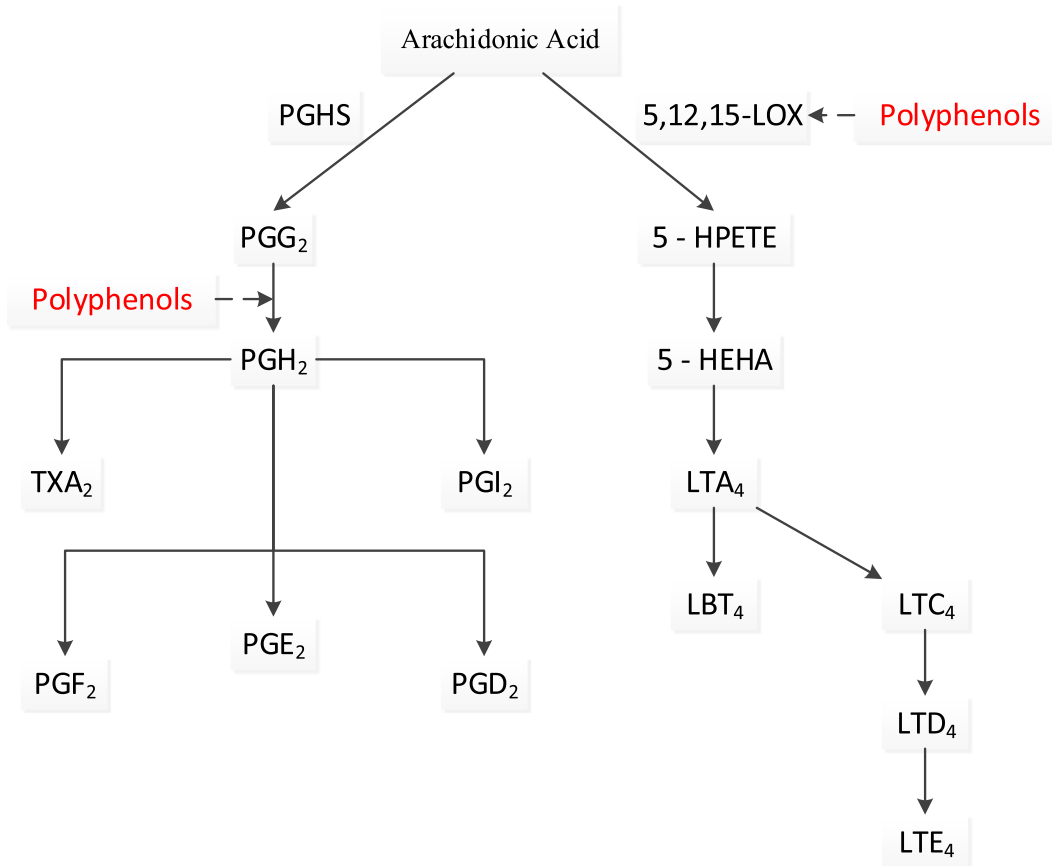 Arachidonic Acid
PGHS
5,12,15-LOX
Polyphenols
PGG₂
5 - HPETE
Polyphenols
PGH₂
5 - HEHA
TXA₂
PGI₂
LTA₄
LBT₄
LTC₄
PGF₂
PGE₂
PGD₂
LTD₄
LTE₄